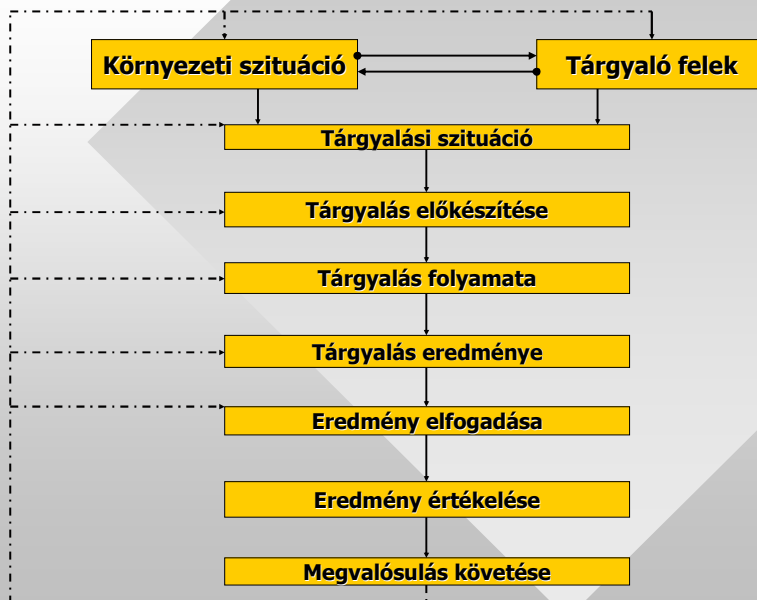 Környezeti szituáció
Tárgyaló felek
Tárgyalási szituáció
Tárgyalás előkészítése
Tárgyalás folyamata
Tárgyalás eredménye
Eredmény elfogadása
Eredmény értékelése
Megvalósulás követése